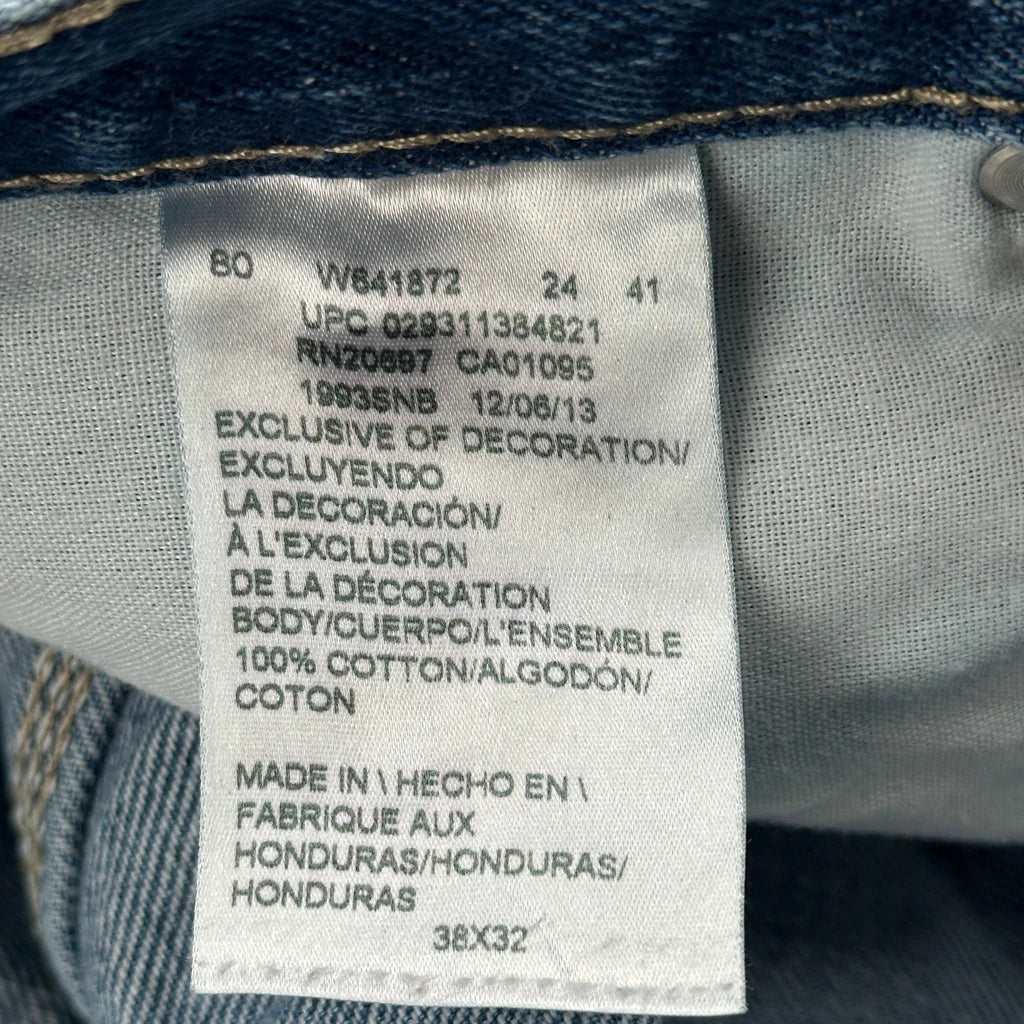 80 W641872 24 41
UPC 029311384821
RN20697 CA01095
1993SNB 12/06/13
EXCLUSIVE OF DECORATION/
EXCLUYENDO
LA DECORACIÓN/
À L'EXCLUSION
DE LA DÉCORATION
BODY/CUERPO/L'ENSEMBLE
100% COTTON/ALGODÓN/
COTON
MADE IN \ HECHO EN \
FABRIQUE AUX
HONDURAS/HONDURAS/
HONDURAS
38X32